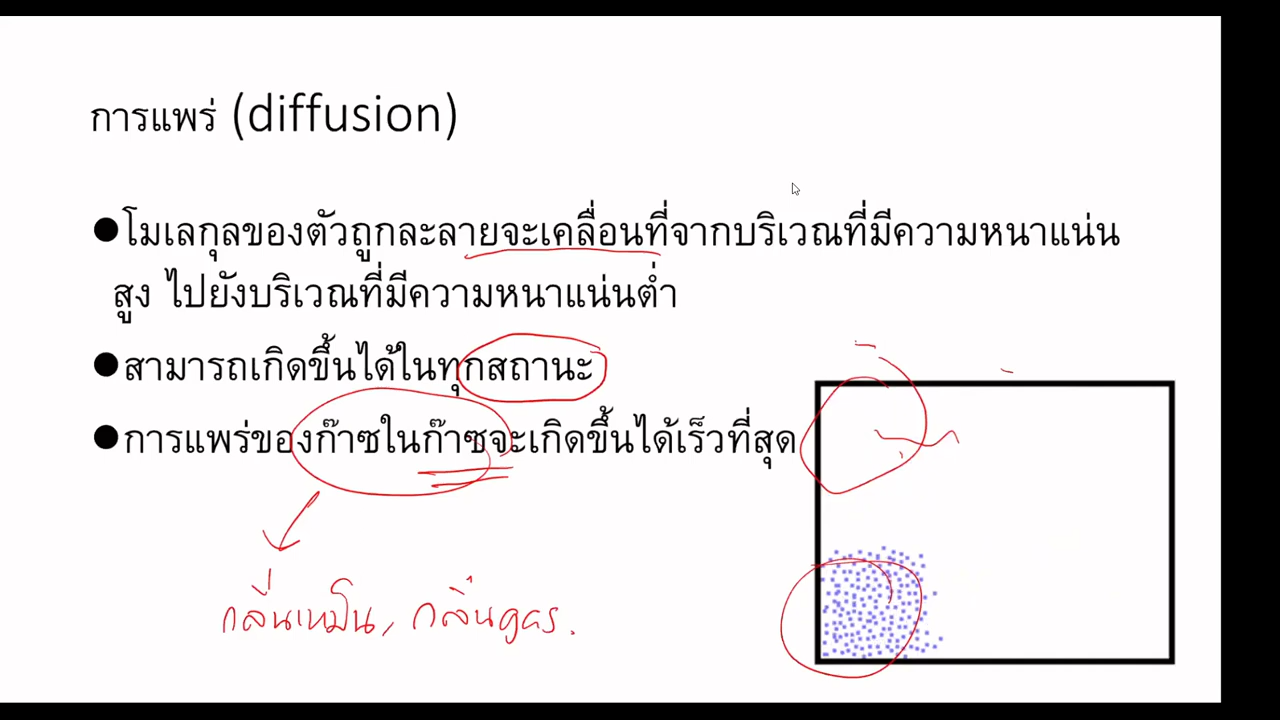 การแพร่ (diffusion)
●โมเลกุลของตัวถูกละลายจะเคลื่อนที่จากบริเวณที่มีความหนาแน่น
สูง ไปยังบริเวณที่มีความหนาแน่นต่ำ
●สามารถเกิดขึ้นได้ในทุกสถานะ
●การแพร่ของก๊าซในก๊าซจะเกิดขึ้นได้เร็วที่สุด
กลิ่นเหม็น, กลิ่น